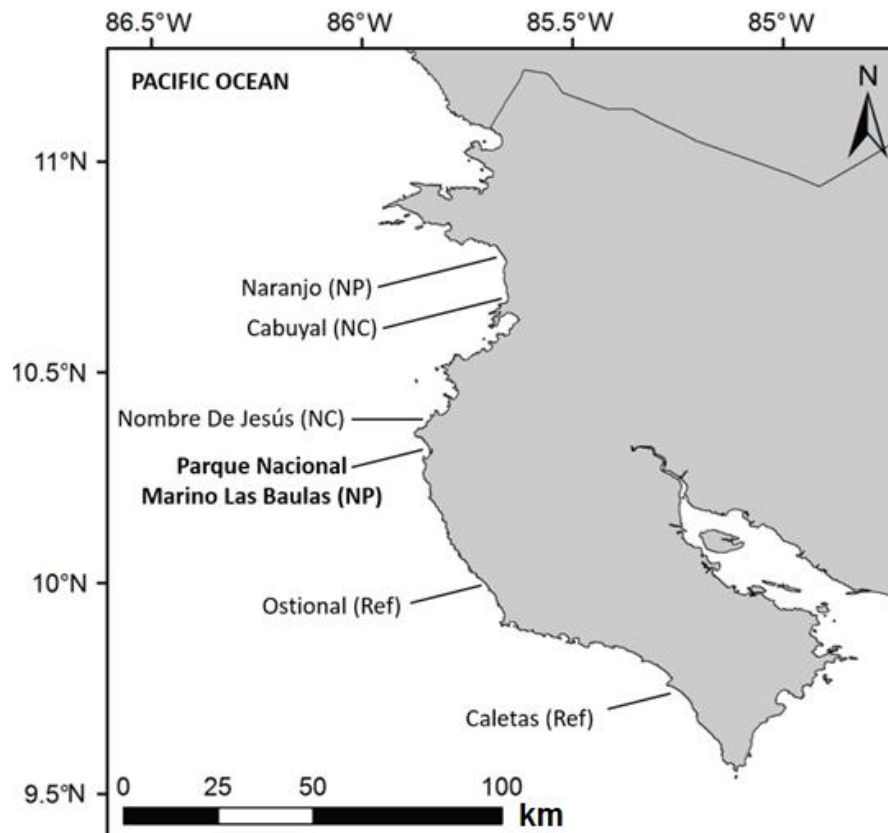 86.5°W 86°W 85.5°W 85°W
PACIFIC OCEAN
N
11°N
Naranjo (NP)
Cabuyal (NC)
10.5°N
Nombre De Jesús (NC)
Parque Nacional
Marino Las Baulas (NP)
10°N
Ostional (Ref)
Caletas (Ref)
9.5°N
0 25 50 100
km